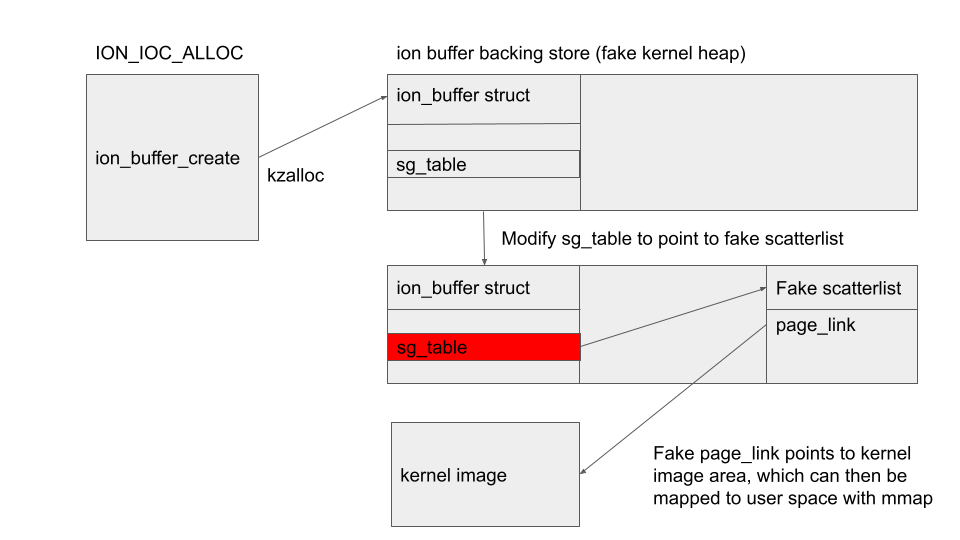 ION_IOC_ALLOC
ion buffer backing store (fake kernel heap)
ion_buffer_create
ion_buffer struct
kzalloc
sg_table
Modify sg_table to point to fake scatterlist
ion_buffer struct
Fake scatterlist
page_link
sg_table
kernel image
Fake page_link points to kernel
image area, which can then be
mapped to user space with mmap